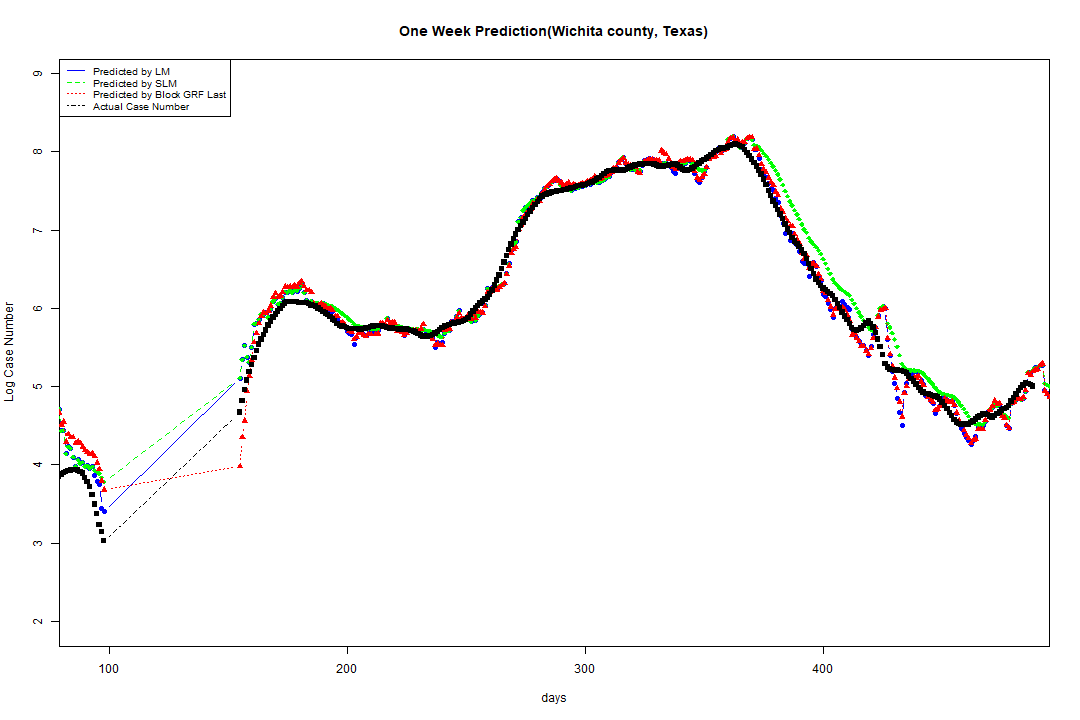 One Week Prediction(Wichita county, Texas)
Predicted by LM
Predicted by SLM
Predicted by Block GRF Last
Actual Case Number
Log Case Number
9
8
7
6
5
4
3
2
100 200 300 400
days